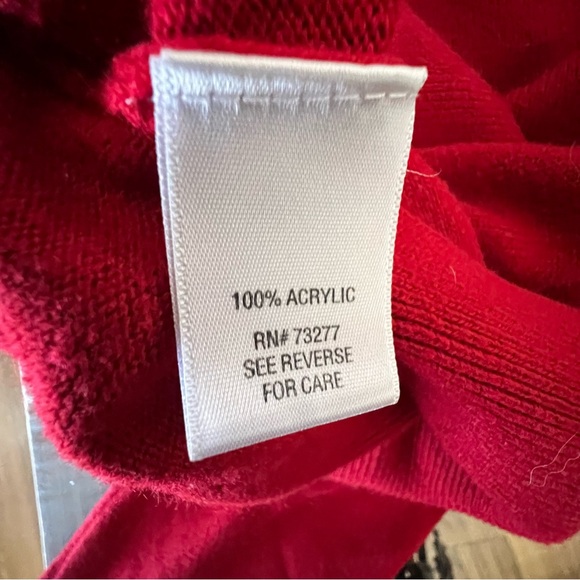 100% ACRYLIC
RN# 73277
SEE REVERSE
FOR CARE